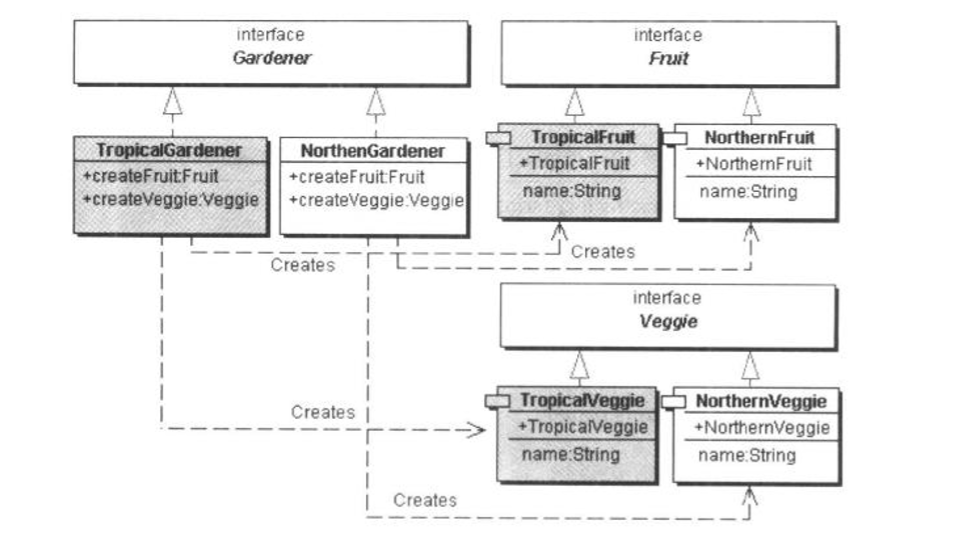 interface
Gardener
interface
Fruit
TropicalGardener
+createFruit:Fruit
+createVeggie:Veggie
NorthenGardener
+createFruit:Fruit
+createVeggie:Veggie
TropicalFruit
+TropicalFruit
name:String
NorthernFruit
+NorthernFruit
name:String
Creates
Creates
interface
Veggie
TropicalVeggie
+TropicalVeggie
name:String
NorthernVeggie
+NorthernVeggie
name:String
Creates
Creates